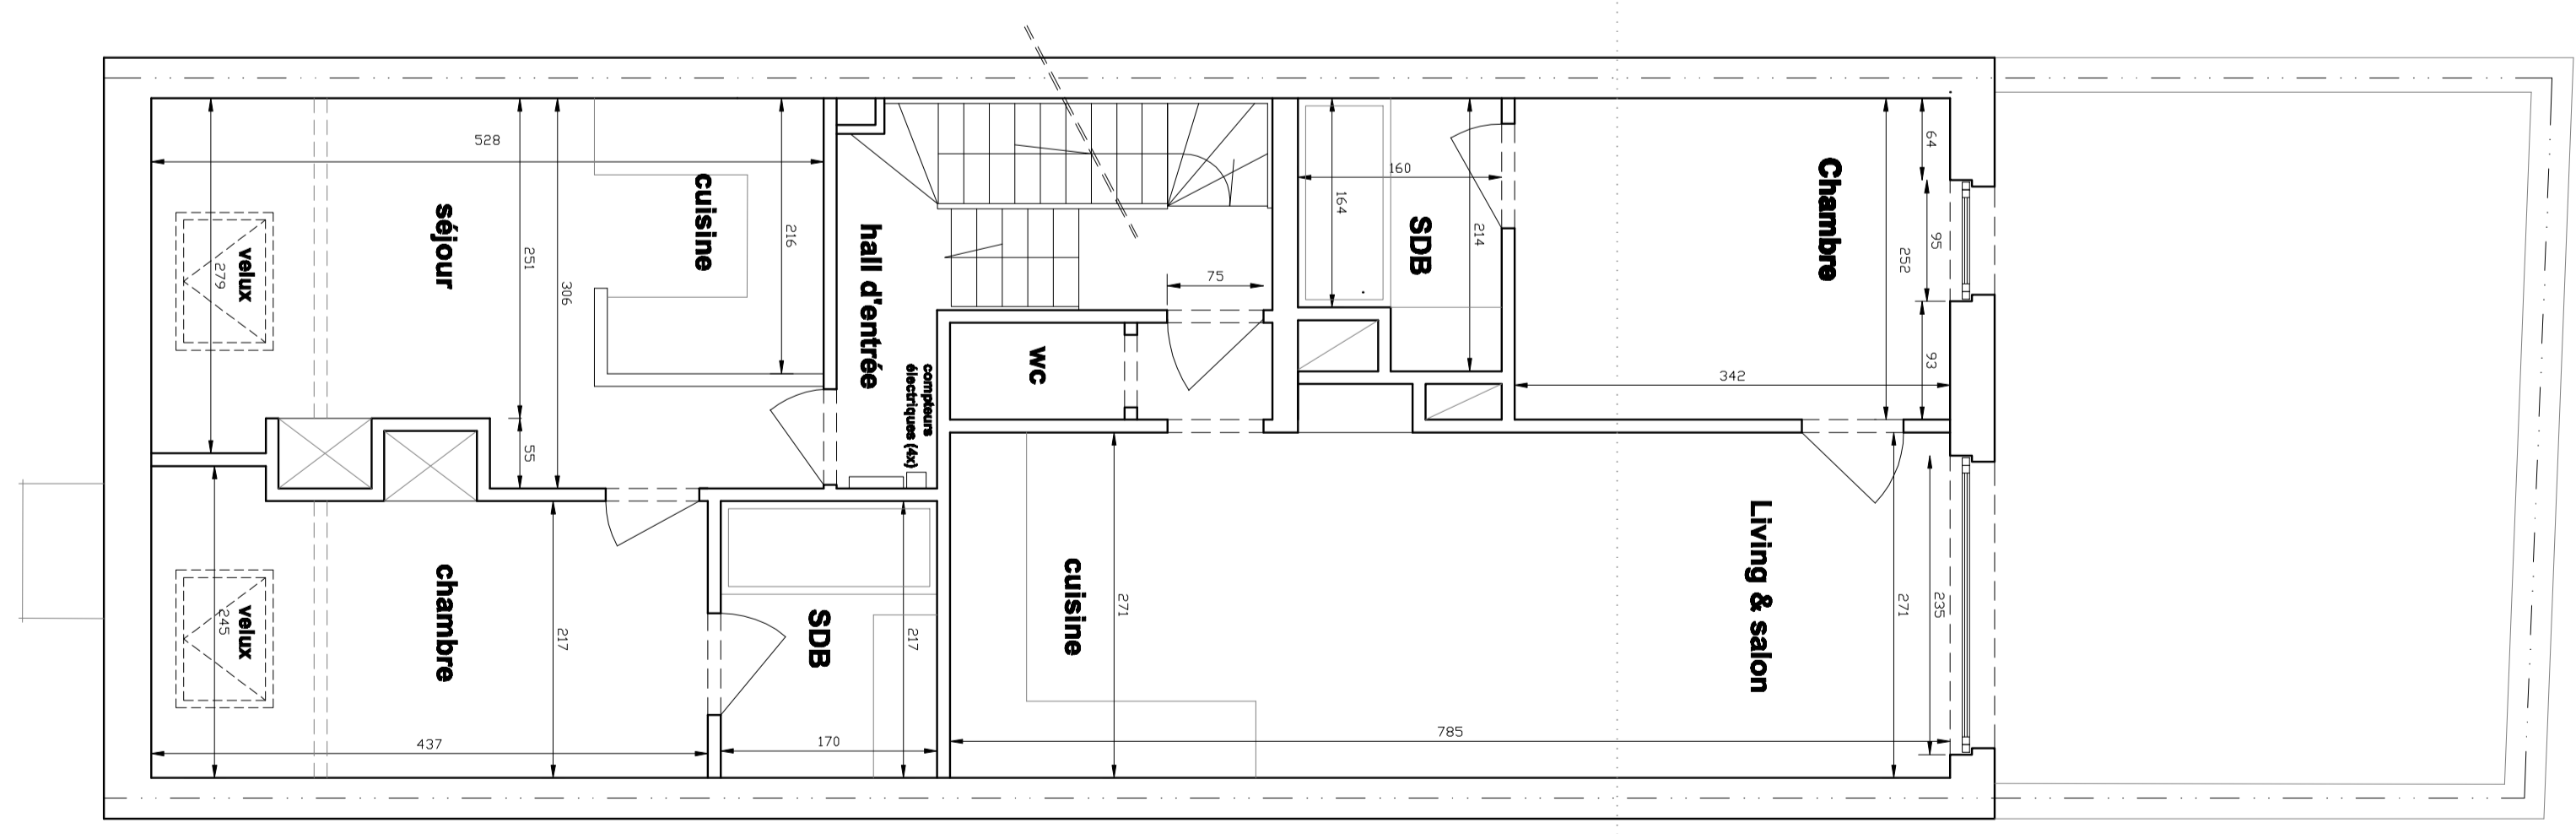 528
séjour
velux
279
251
306
55
cuisine
216
hall d'entrée
compteurs
électriques (4x)
wc
75
160
164
SDB
214
Chambre
64
95
252
93
342
chambre
velux
245
217
437
SDB
217
170
cuisine
271
785
Living & salon
271
235